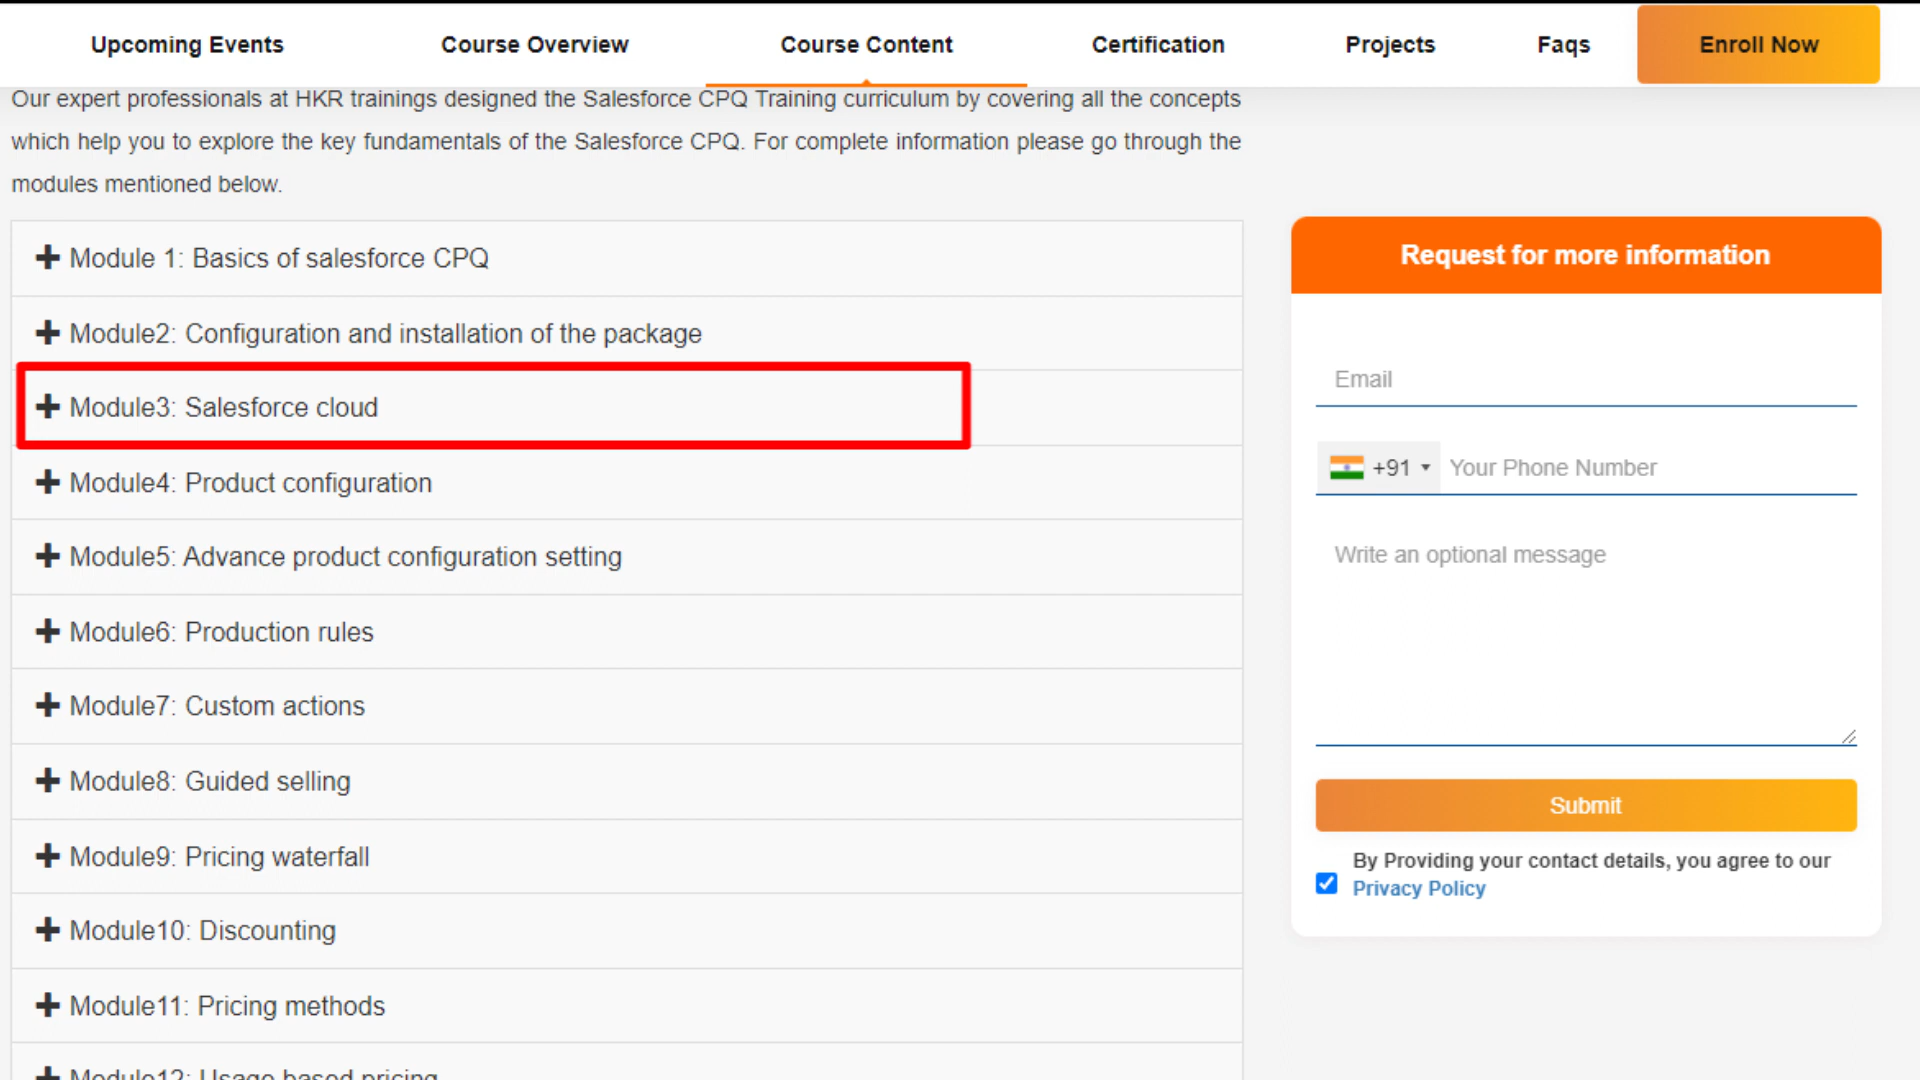 Upcoming Events
Course Overview
Course Content
Certification
Projects
Faqs
Enroll Now
Our expert professionals at HKR trainings designed the Salesforce CPQ Training curriculum by covering all the concepts
which help you to explore the key fundamentals of the Salesforce CPQ. For complete information please go through the
modules mentioned below.
Module 1: Basics of salesforce CPQ
Module2: Configuration and installation of the package
Module3: Salesforce cloud
Module4: Product configuration
Module5: Advance product configuration setting
Module6: Production rules
Module7: Custom actions
Module8: Guided selling
Module9: Pricing waterfall
Module10: Discounting
Module11: Pricing methods
Module12: Usage based pricing
Request for more information
Email
+91
Your Phone Number
Write an optional message
Submit
By Providing your contact details, you agree to our
Privacy Policy